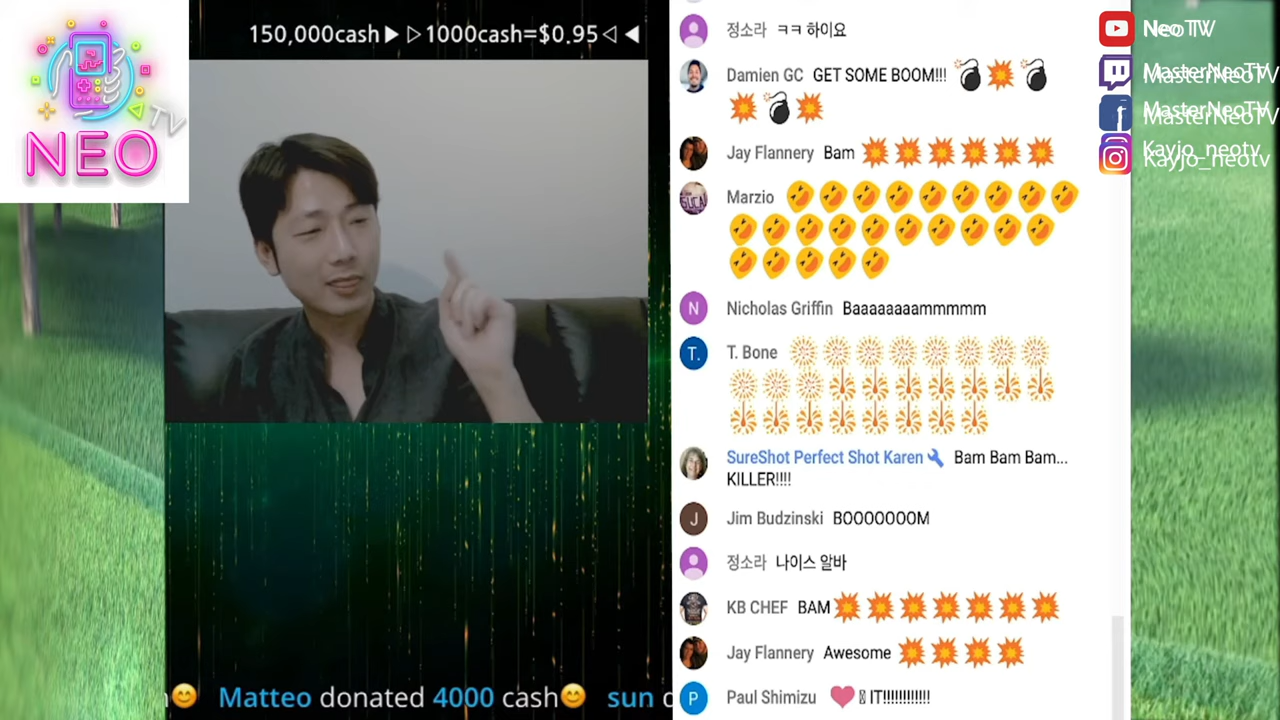 150,000cash▶ ▷1000cash=$0.95◁ ◀
NEO
TV
정소라 ㅋㅋ 하이요
Damien GC GET SOME BOOM!!! 💣💥💣
💥💣💥
Jay Flannery Bam 💥💥💥💥💥💥
Marzio 🤣🤣🤣🤣🤣🤣🤣🤣🤣
🤣🤣🤣🤣🤣🤣🤣🤣🤣🤣
🤣🤣🤣🤣🤣
Nicholas Griffin Baaaaaaaammmmm
N
T. Bone 🎆🎆🎆🎆🎆🎆🎆🎆
T.
SureShot Perfect Shot Karen🔧 Bam Bam Bam...
KILLER!!!!
Jim Budzinski BOOOOOOOM
J
정소라 나이스 알바
KB CHEF BAM💥💥💥💥💥💥💥
Jay Flannery Awesome 💥💥💥💥
Paul Shimizu ❤ IT!!!!!!!!!!!!
P
Neo TV
MasterNeoTV
MasterNeoTV
Kayjo_neotv
😊 Matteo donated 4000 cash😊 sun